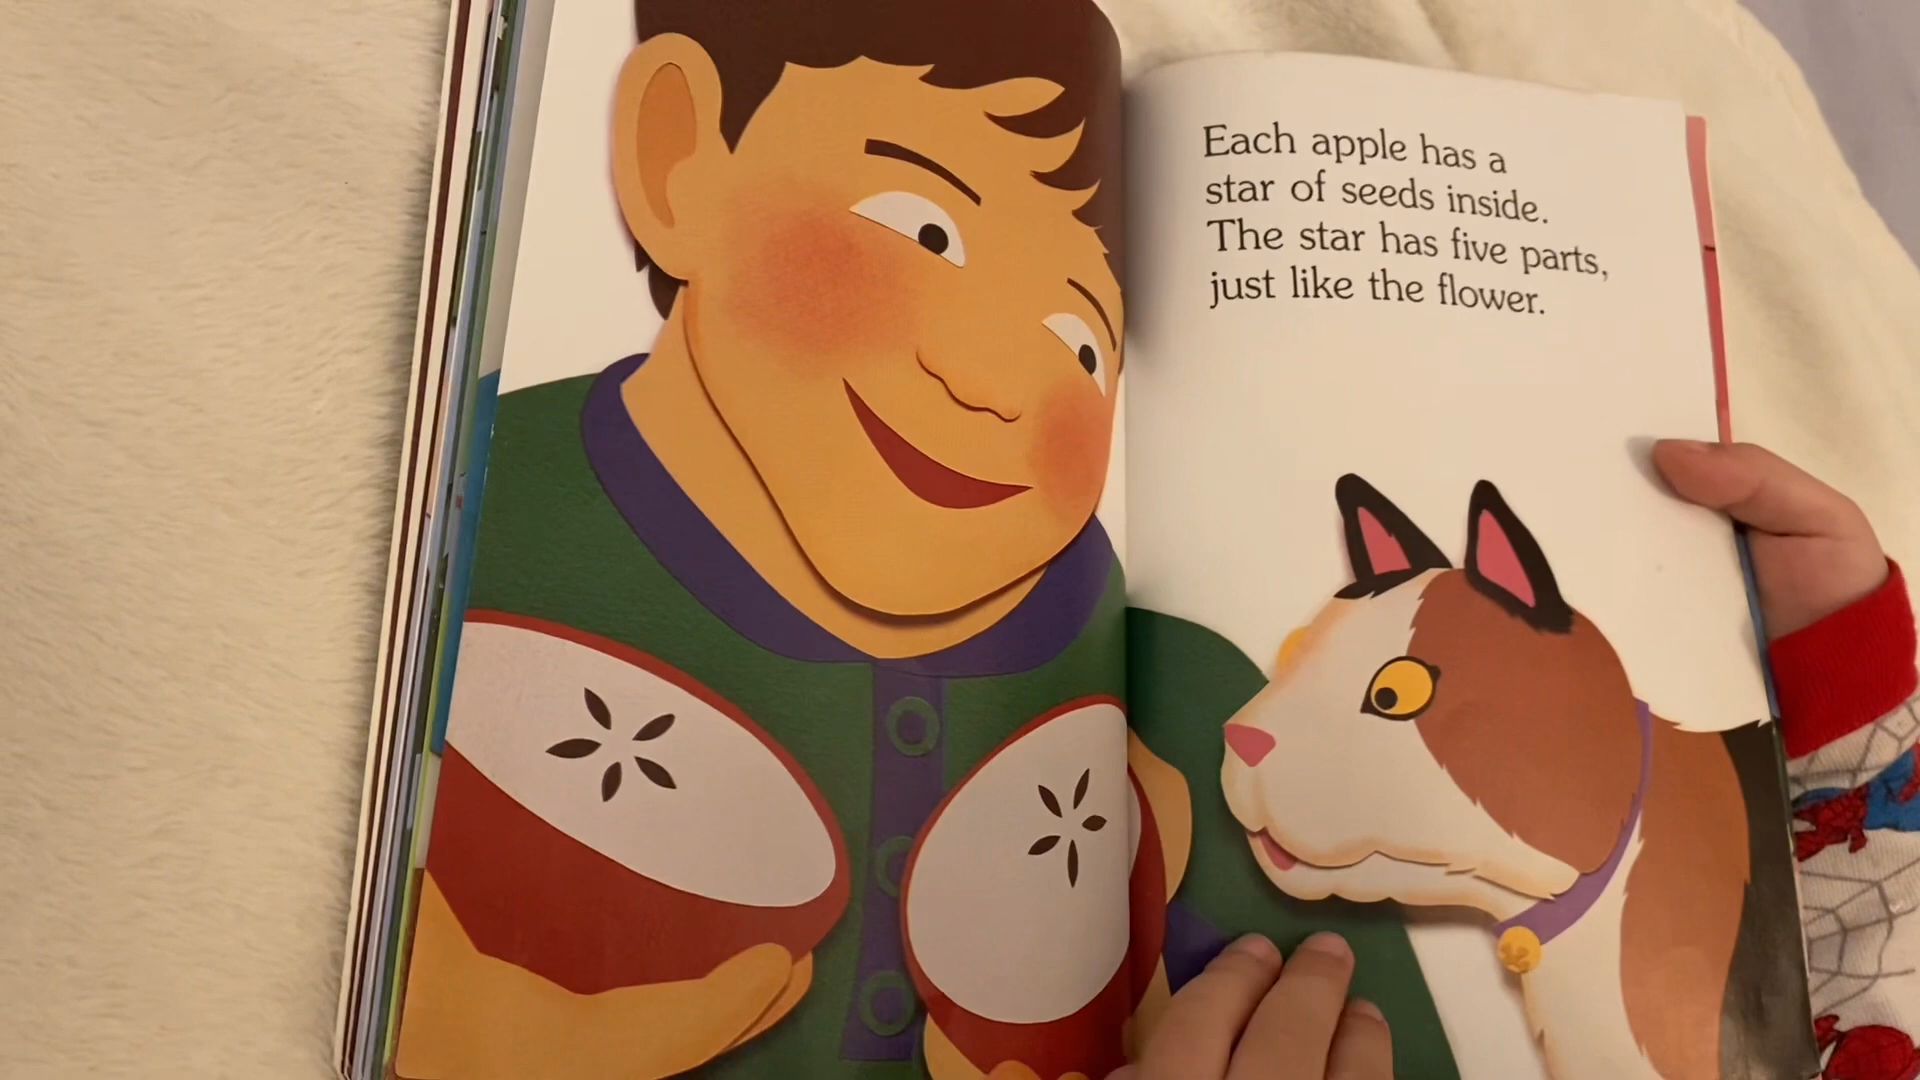 Each apple has a
star of seeds inside.
The star has five parts,
just like the flower.